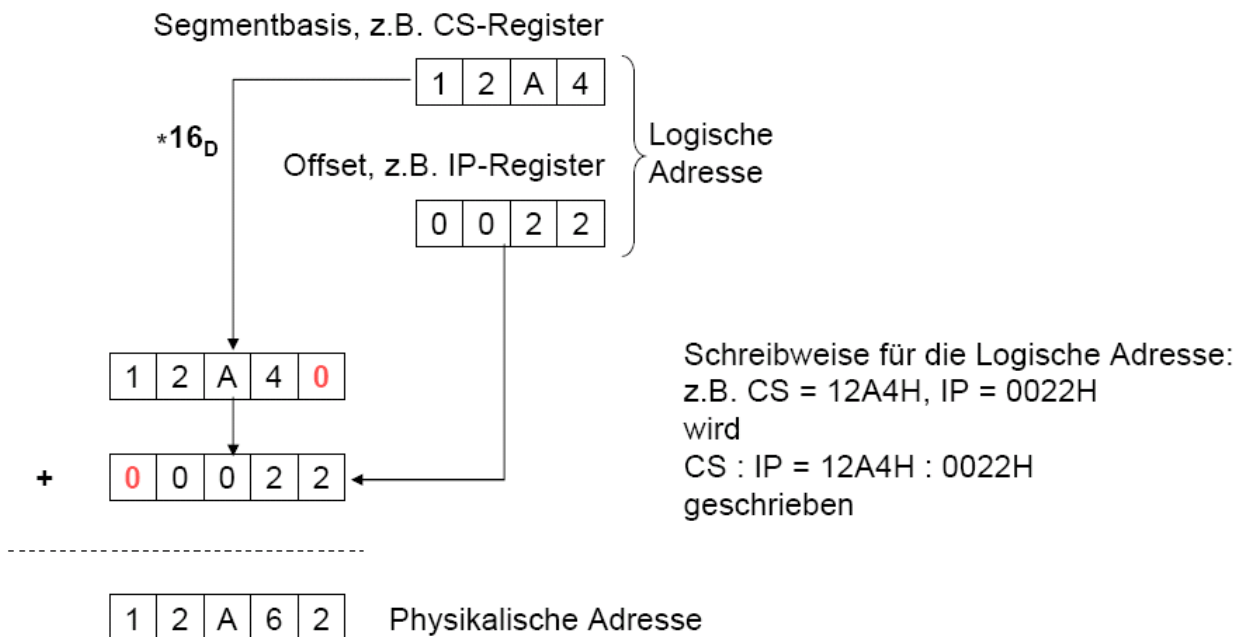 Segmentbasis, z.B. CS-Register
1 2 A 4
*16D
Logische
Adresse
Offset, z.B. IP-Register
0 0 2 2
1 2 A 4 0
+ 0 0 0 2 2
Schreibweise für die Logische Adresse:
z.B. CS = 12A4H, IP = 0022H
wird
CS : IP = 12A4H : 0022H
geschrieben
1 2 A 6 2 Physikalische Adresse